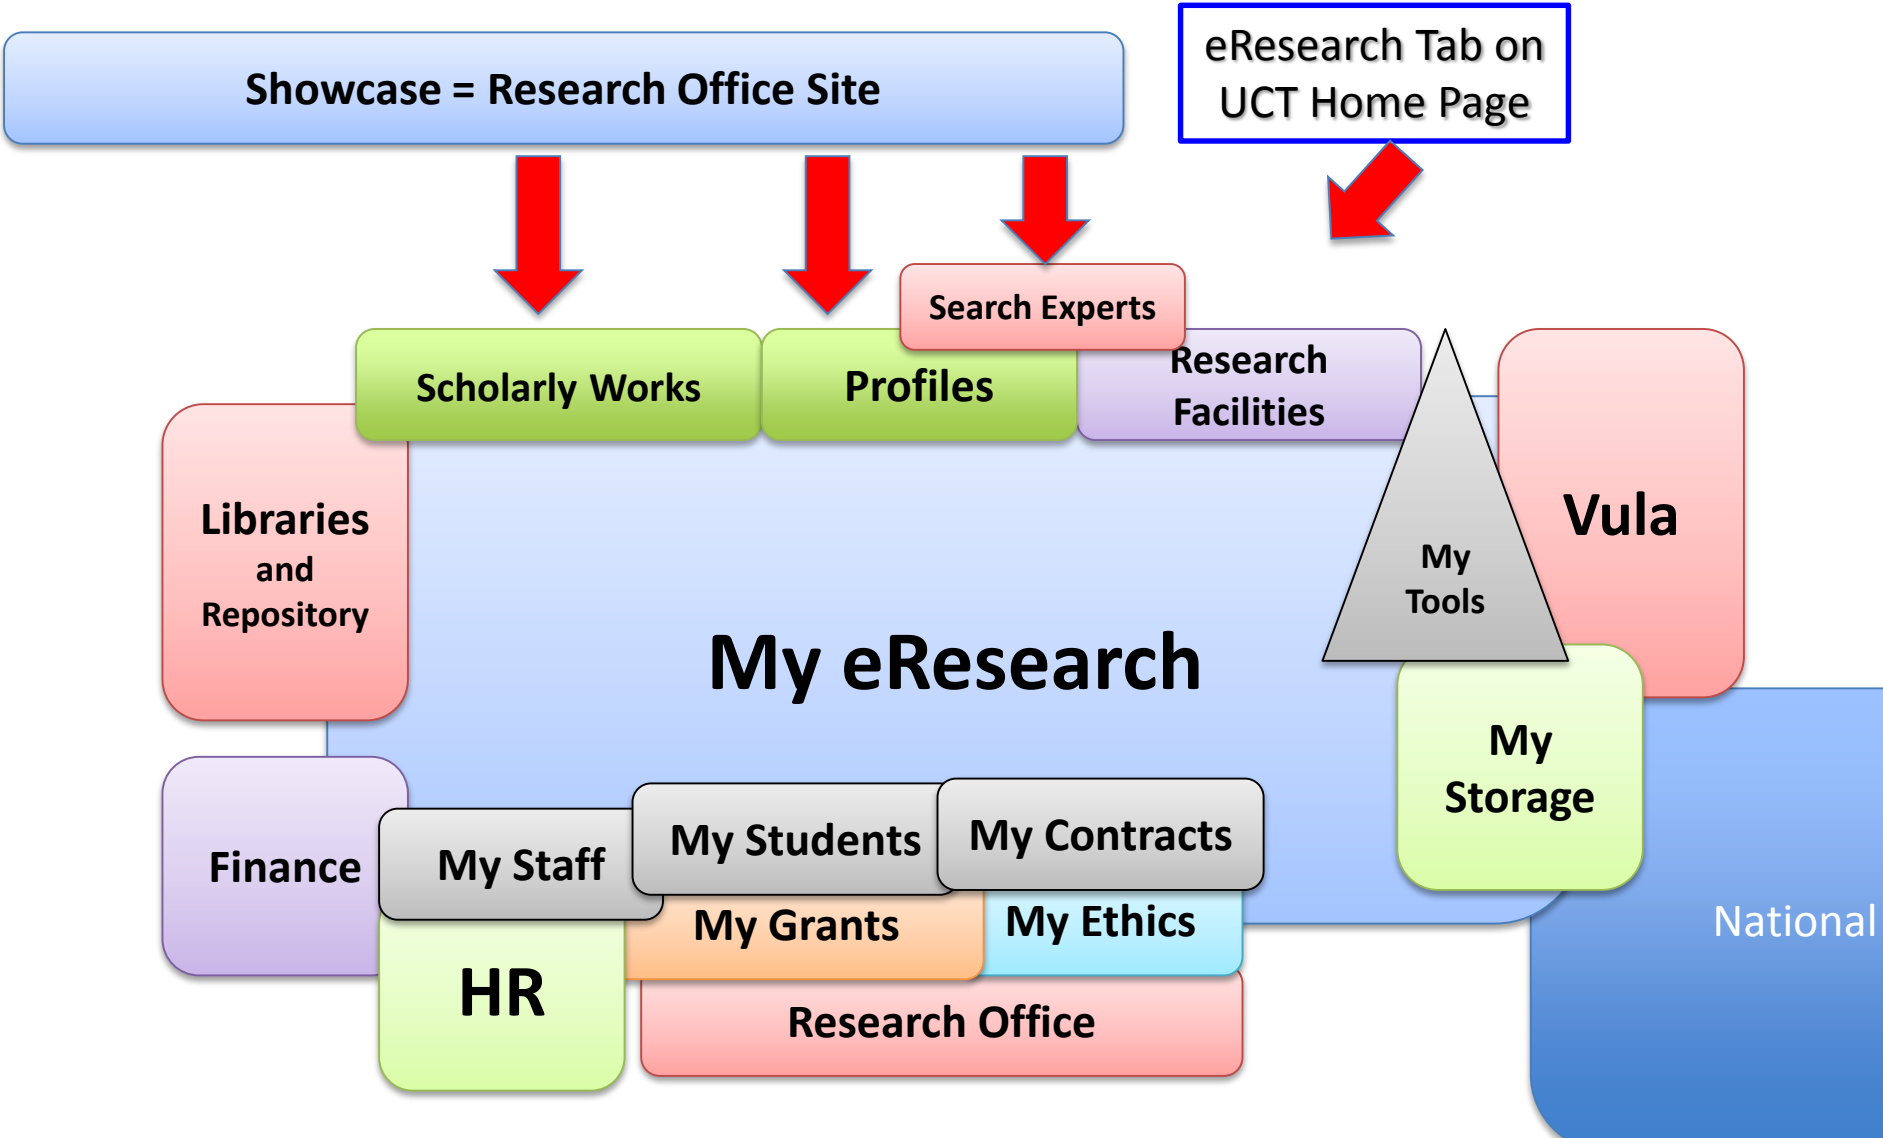 Showcase = Research Office Site
eResearch Tab on
UCT Home Page
Search Experts
Scholarly Works
Profiles
Research
Facilities
Libraries
and
Repository
My
Tools
Vula
My eResearch
My
Storage
Finance
My Staff
My Students
My Contracts
My Grants
My Ethics
National
HR
Research Office